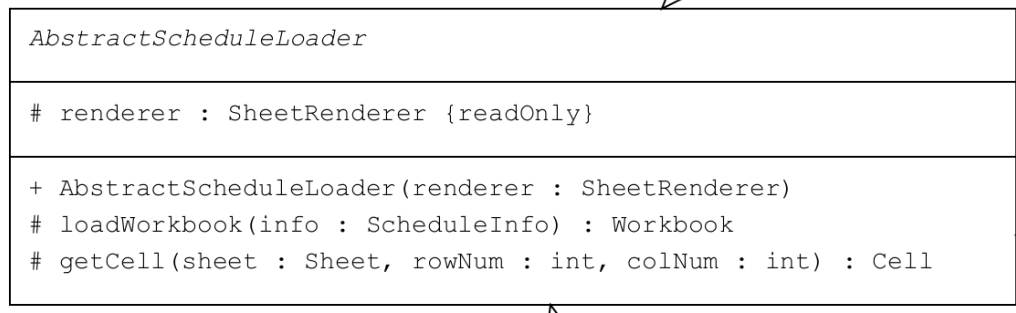 AbstractScheduleLoader
# renderer : SheetRenderer {readOnly}
+ AbstractScheduleLoader(renderer : SheetRenderer)
# loadWorkbook(info : ScheduleInfo) : Workbook
# getCell(sheet : Sheet, rowNum : int, colNum : int) : Cell